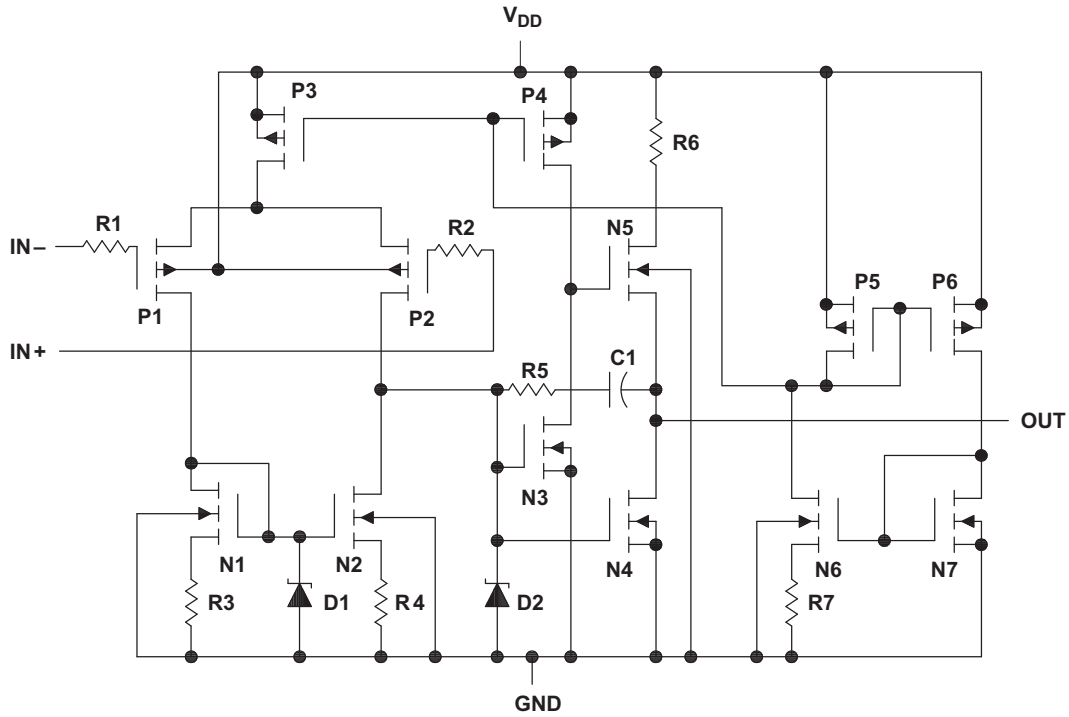 VDD
P3
P4
R6
R1
R2
N5
IN–
P5
P6
P1
P2
IN+
R5
C1
OUT
N3
N1
N2
N4
N6
N7
R3
D1
R4
D2
R7
GND